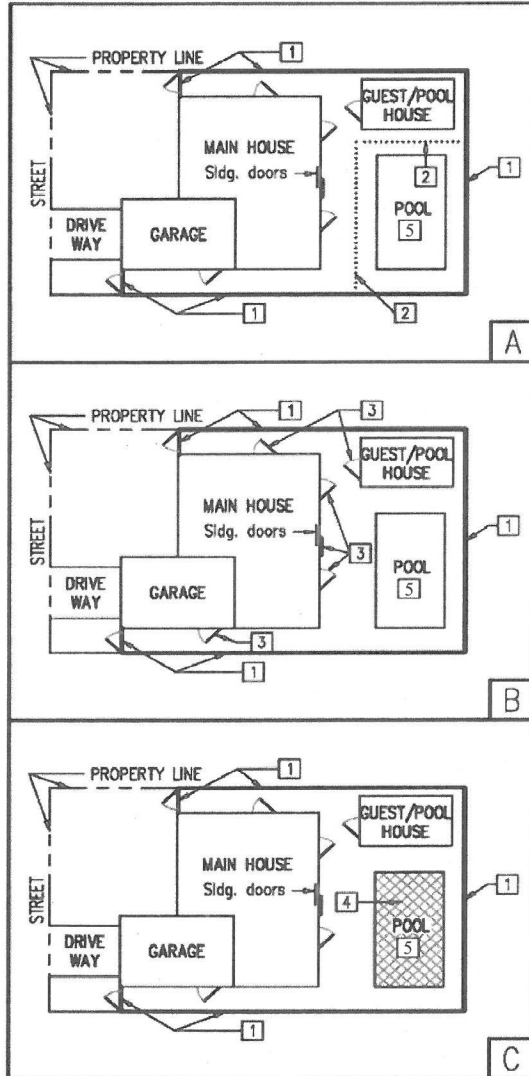 PROPERTY LINE
1
GUEST/POOL
HOUSE
MAIN HOUSE
Sldg. doors
1
2
STREET
POOL
5
DRIVE
WAY
GARAGE
1
2
A
PROPERTY LINE
1
3
GUEST/POOL
HOUSE
MAIN HOUSE
Sldg. doors
1
3
STREET
POOL
5
DRIVE
WAY
GARAGE
3
1
B
PROPERTY LINE
1
GUEST/POOL
HOUSE
MAIN HOUSE
1
Sldg. doors
4
STREET
POOL
5
DRIVE
WAY
GARAGE
1
C